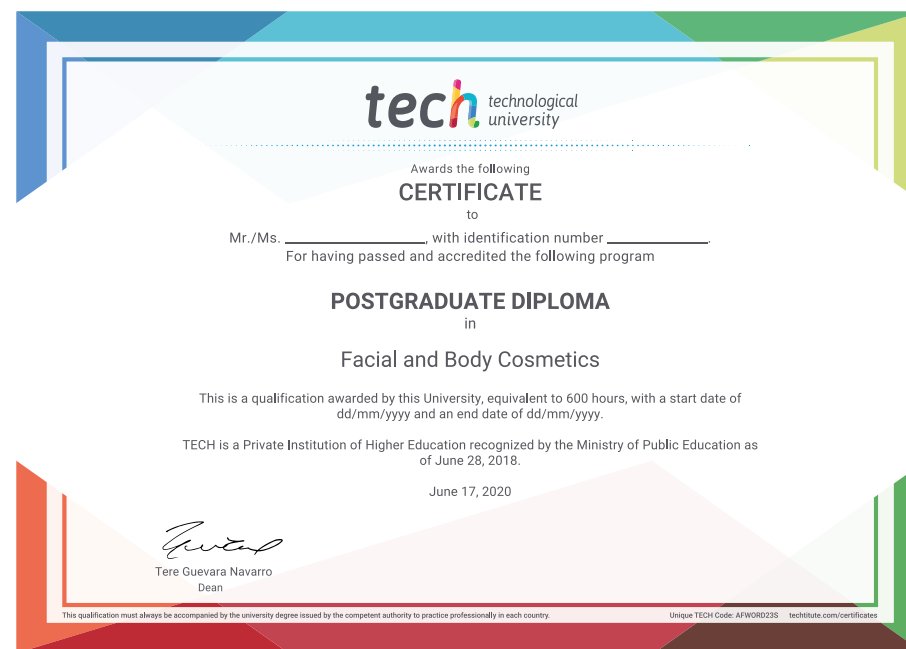 tech technological
university
Awards the following
CERTIFICATE
to
Mr./Ms. ____________________, with identification number ______________.
For having passed and accredited the following program
POSTGRADUATE DIPLOMA
in
Facial and Body Cosmetics
This is a qualification awarded by this University, equivalent to 600 hours, with a start date of
dd/mm/yyyy and an end date of dd/mm/yyyy.
TECH is a Private Institution of Higher Education recognized by the Ministry of Public Education as
of June 28, 2018.
June 17, 2020
Tere Guevara Navarro
Dean
This qualification must always be accompanied by the university degree issued by the competent authority to practice professionally in each country. Unique TECH Code: AFWORD23S techtitute.com/certificates